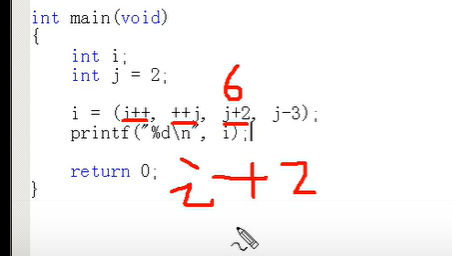 int main(void)
{
int i;
int j = 2;
6
i = (j++, ++j, j+2, j-3);
printf("%d\n", i);
return 0;
i+2
}